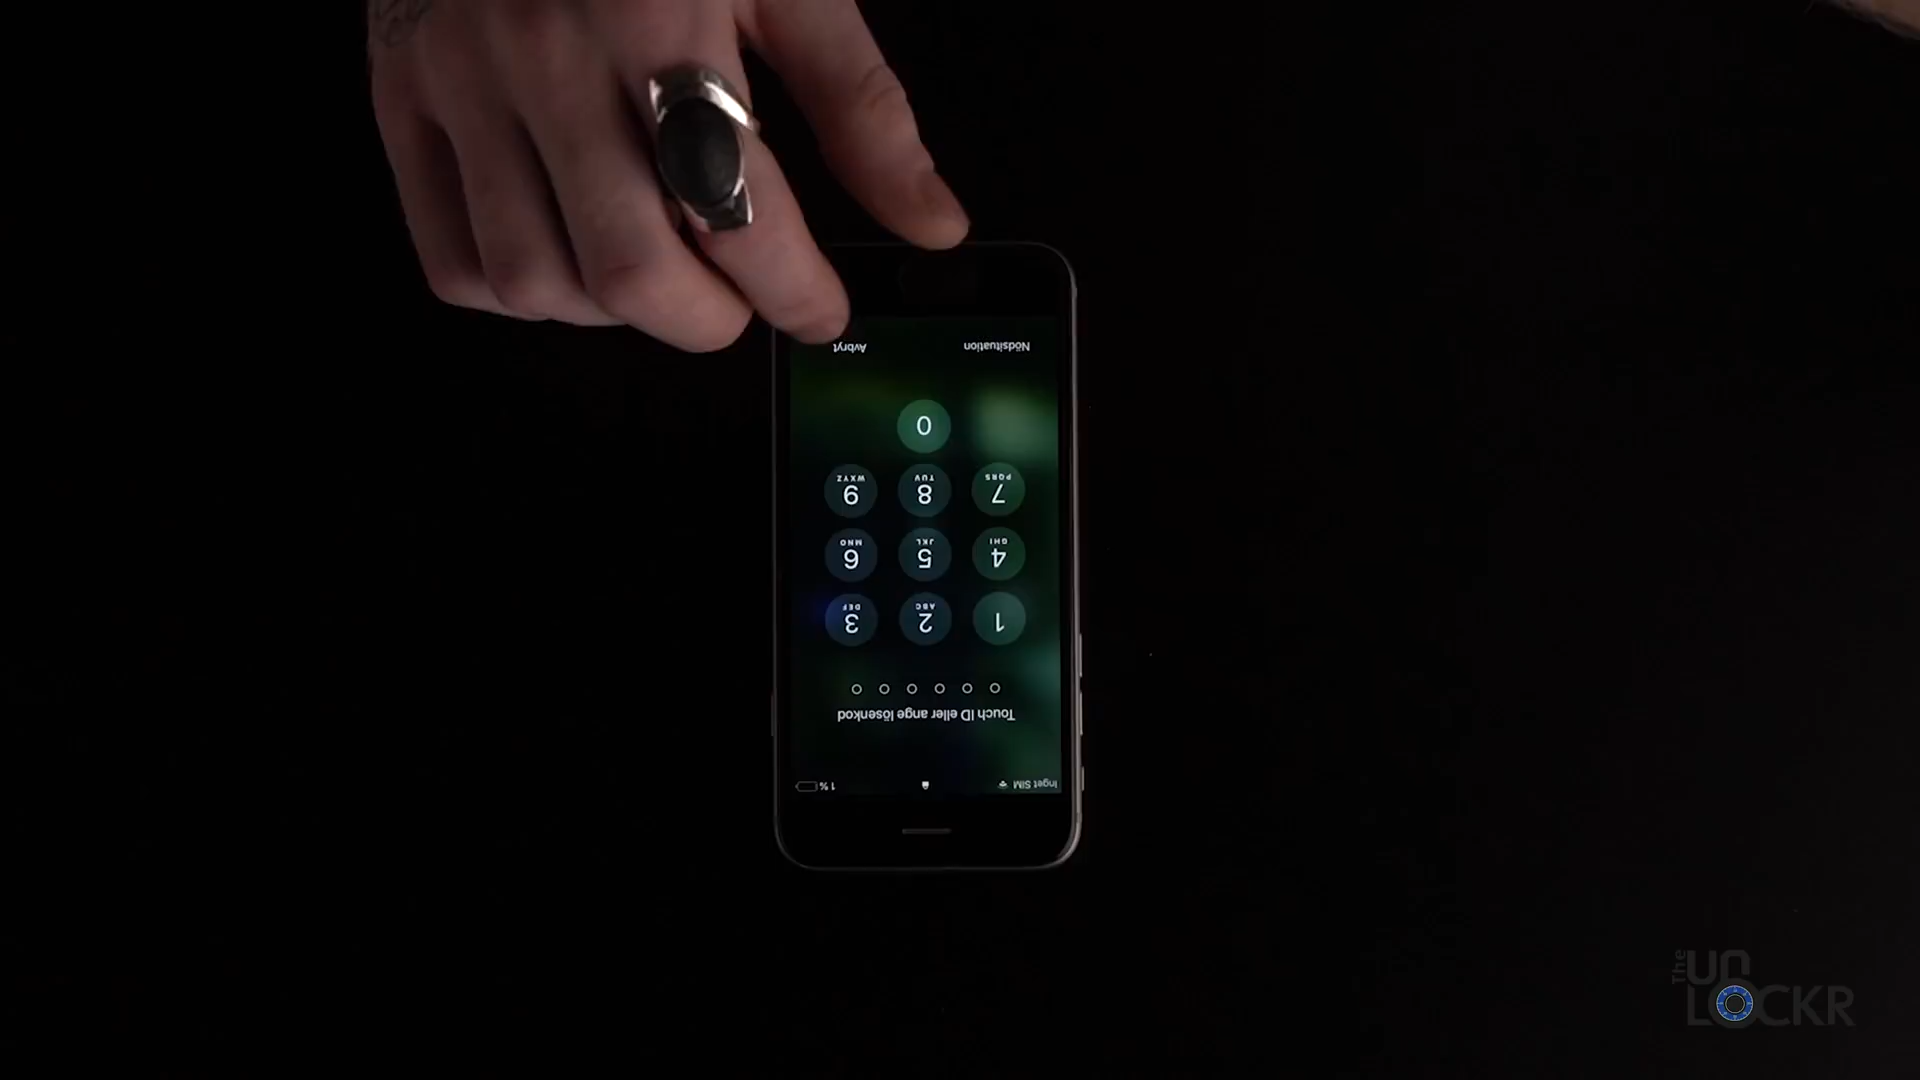 Inget SIM
1 %
Touch ID eller ange lösenkod
1
2
ABC
3
DEF
4
GHI
5
JKL
6
MNO
7
PQRS
8
TUV
9
WXYZ
0
Nödsituation
Avbryt
The
UN
LOCKR